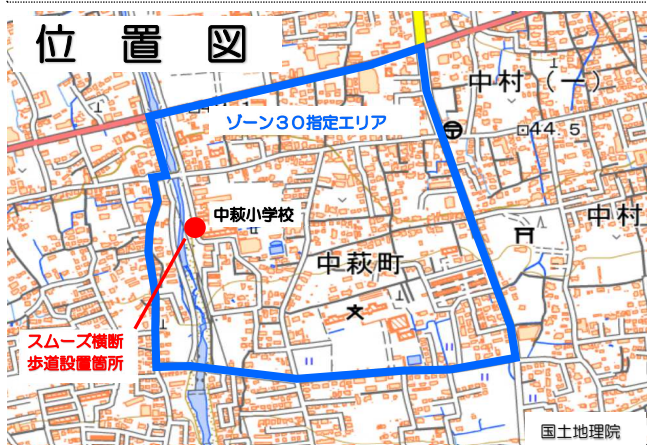 位置図
中村(一)
ゾーン30指定エリア
44.5
中萩小学校
中村
中萩町
スムーズ横断
歩道設置箇所
国土地理院